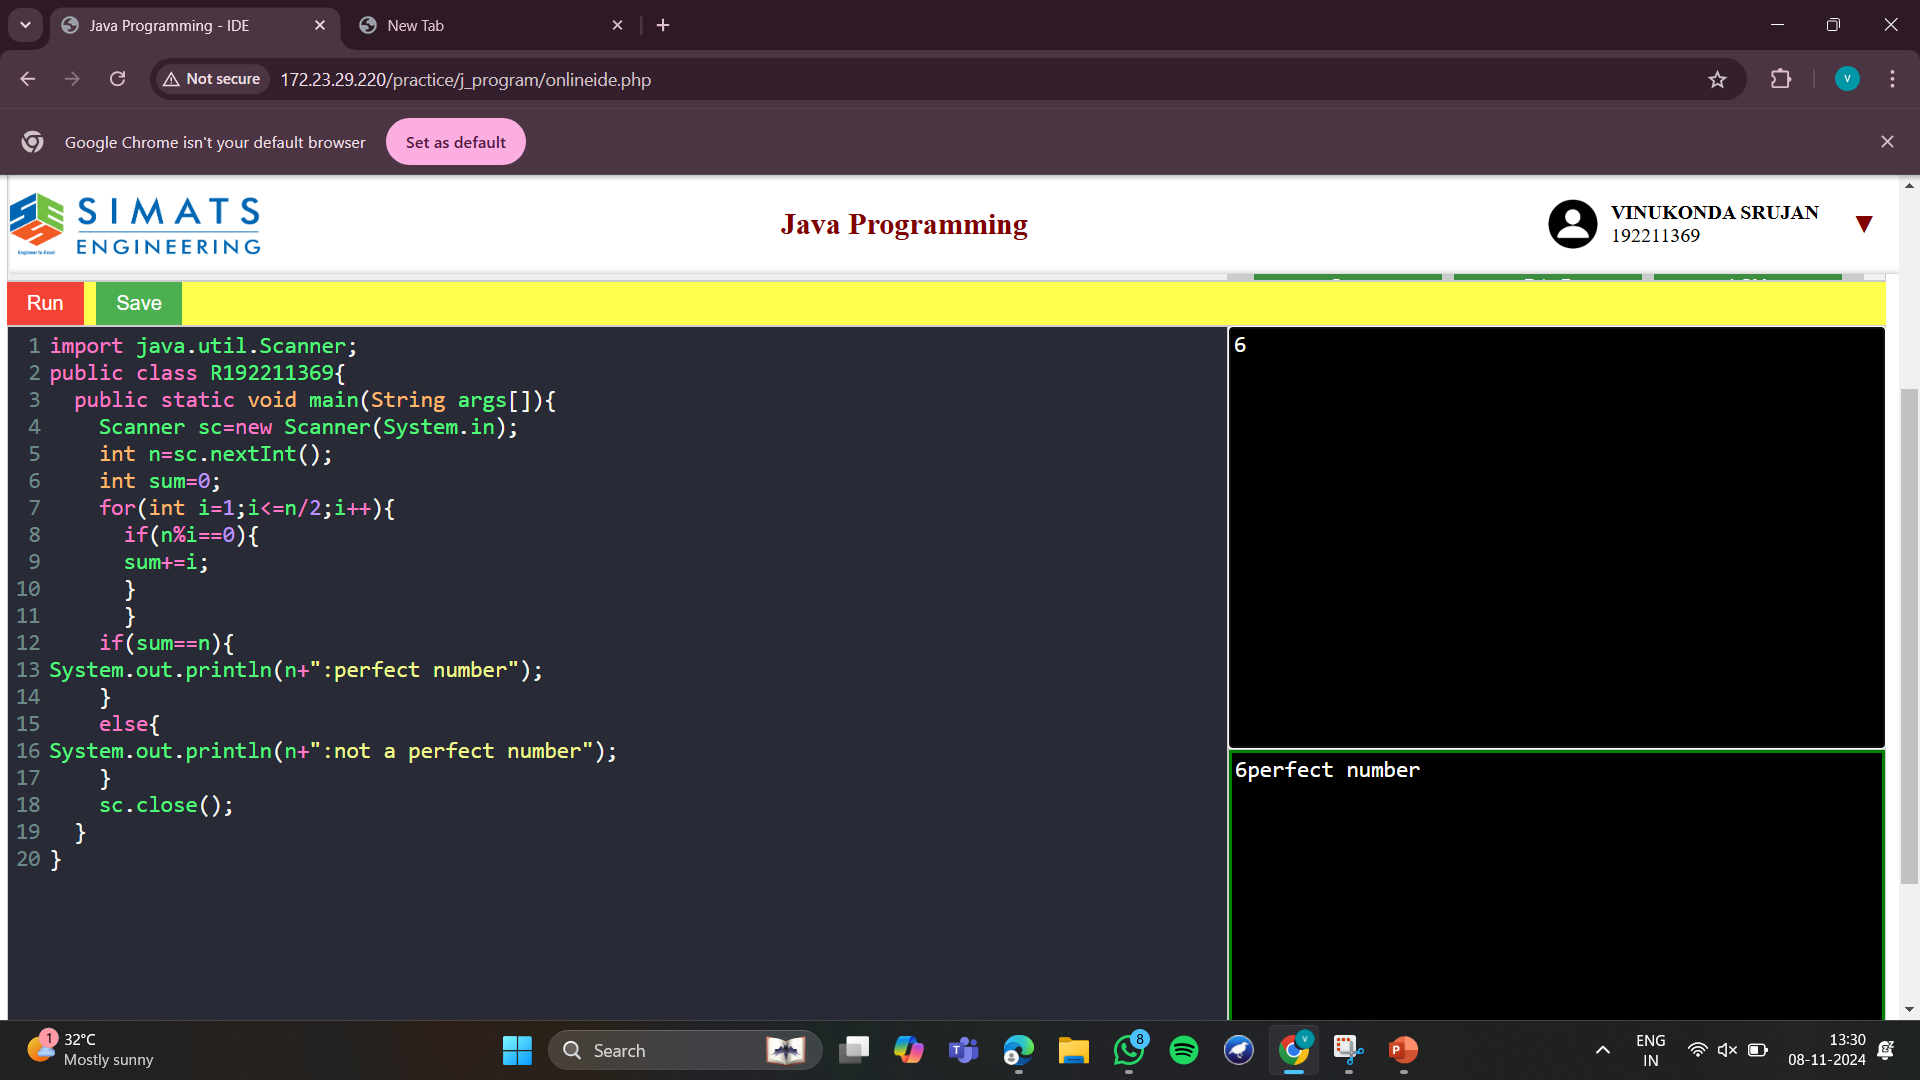 Java Programming - IDE
New Tab
Not secure
172.23.29.220/practice/j_program/onlineide.php
V
Google Chrome isn't your default browser
Set as default
SIMATS
ENGINEERING
Engineer to Excel
Java Programming
VINUKONDA SRUJAN
192211369
Run
Save
1 import java.util.Scanner;
2 public class R192211369{
3 public static void main(String args[]){
4 Scanner sc=new Scanner(System.in);
5 int n=sc.nextInt();
6 int sum=0;
7 for(int i=1;i<=n/2;i++){
8 if(n%i==0){
9 sum+=i;
10 }
11 }
12 if(sum==n){
13 System.out.println(n+":perfect number");
14 }
15 else{
16 System.out.println(n+":not a perfect number");
17 }
18 sc.close();
19 }
20 }
6
6perfect number
1
32°C
Mostly sunny
Search
8
V
ENG
IN
13:30
08-11-2024